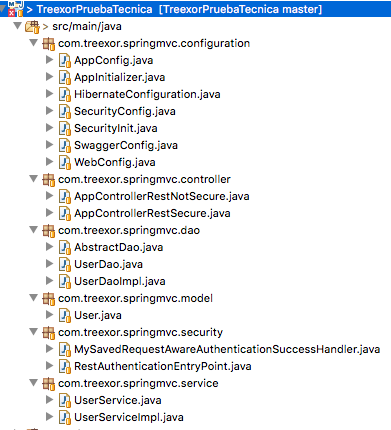 > TreexorPruebaTecnica [TreexorPruebaTecnica master]
> src/main/java
com.treexor.springmvc.configuration
AppConfig.java
AppInitializer.java
HibernateConfiguration.java
SecurityConfig.java
SecurityInit.java
SwaggerConfig.java
WebConfig.java
com.treexor.springmvc.controller
AppControllerRestNotSecure.java
AppControllerRestSecure.java
com.treexor.springmvc.dao
AbstractDao.java
UserDao.java
UserDaoImpl.java
com.treexor.springmvc.model
User.java
com.treexor.springmvc.security
MySavedRequestAwareAuthenticationSuccessHandler.java
RestAuthenticationEntryPoint.java
com.treexor.springmvc.service
UserService.java
UserServiceImpl.java